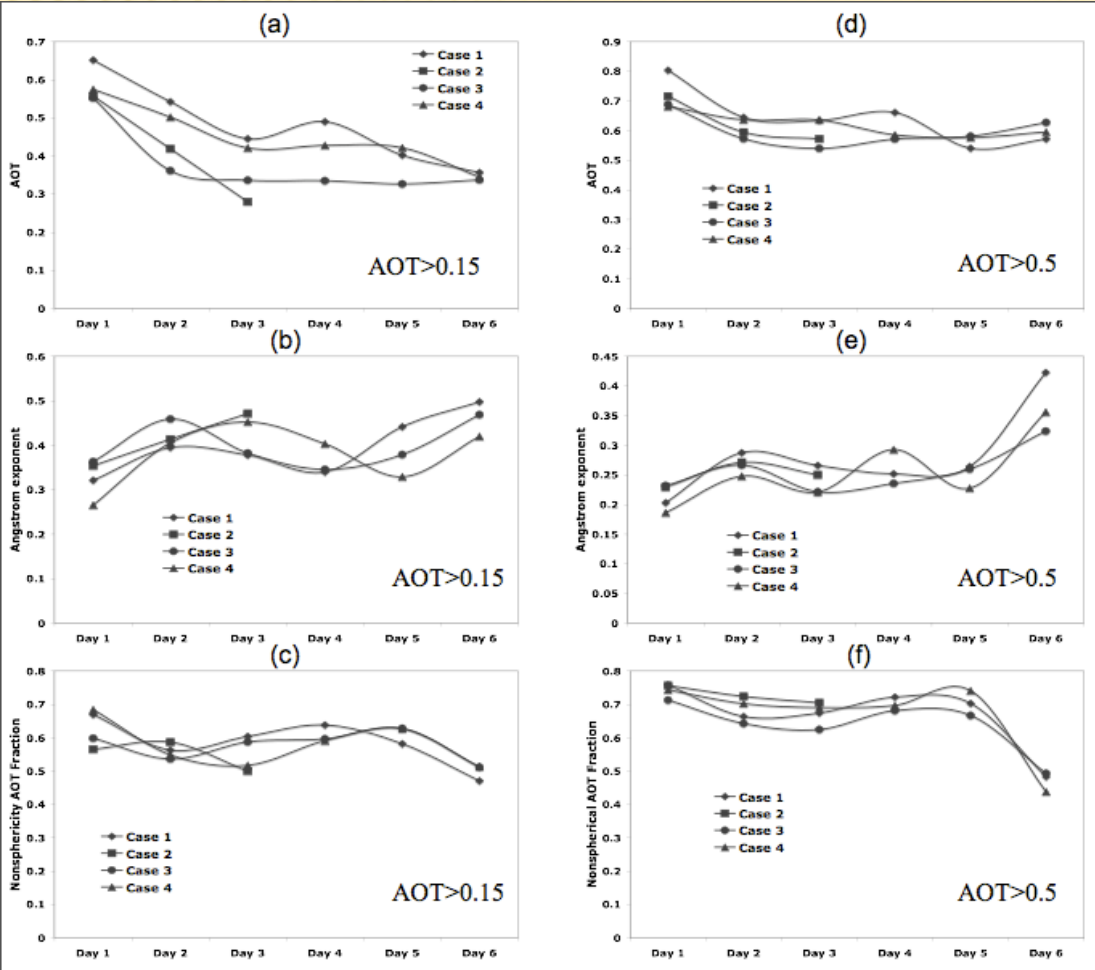 (a)
AOT
0.7
0.6
0.5
0.4
0.3
0.2
0.1
0
Case 1
Case 2
Case 3
Case 4
AOT>0.15
Day 1 Day 2 Day 3 Day 4 Day 5 Day 6
(d)
AOT
0.9
0.8
0.7
0.6
0.5
0.4
0.3
0.2
0.1
0
Case 1
Case 2
Case 3
Case 4
AOT>0.5
Day 1 Day 2 Day 3 Day 4 Day 5 Day 6
(b)
Angstrom exponent
0.6
0.5
0.4
0.3
0.2
0.1
0
Case 1
Case 2
Case 3
Case 4
AOT>0.15
Day 1 Day 2 Day 3 Day 4 Day 5 Day 6
(e)
Angstrom exponent
0.45
0.4
0.35
0.3
0.25
0.2
0.15
0.1
0.05
0
Case 1
Case 2
Case 3
Case 4
AOT>0.5
Day 1 Day 2 Day 3 Day 4 Day 5 Day 6
(c)
Nonsphericity AOT Fraction
0.8
0.7
0.6
0.5
0.4
0.3
0.2
0.1
0
Case 1
Case 2
Case 3
Case 4
AOT>0.15
Day 1 Day 2 Day 3 Day 4 Day 5 Day 6
(f)
Nonspherical AOT Fraction
0.8
0.7
0.6
0.5
0.4
0.3
0.2
0.1
0
Case 1
Case 2
Case 3
Case 4
AOT>0.5
Day 1 Day 2 Day 3 Day 4 Day 5 Day 6